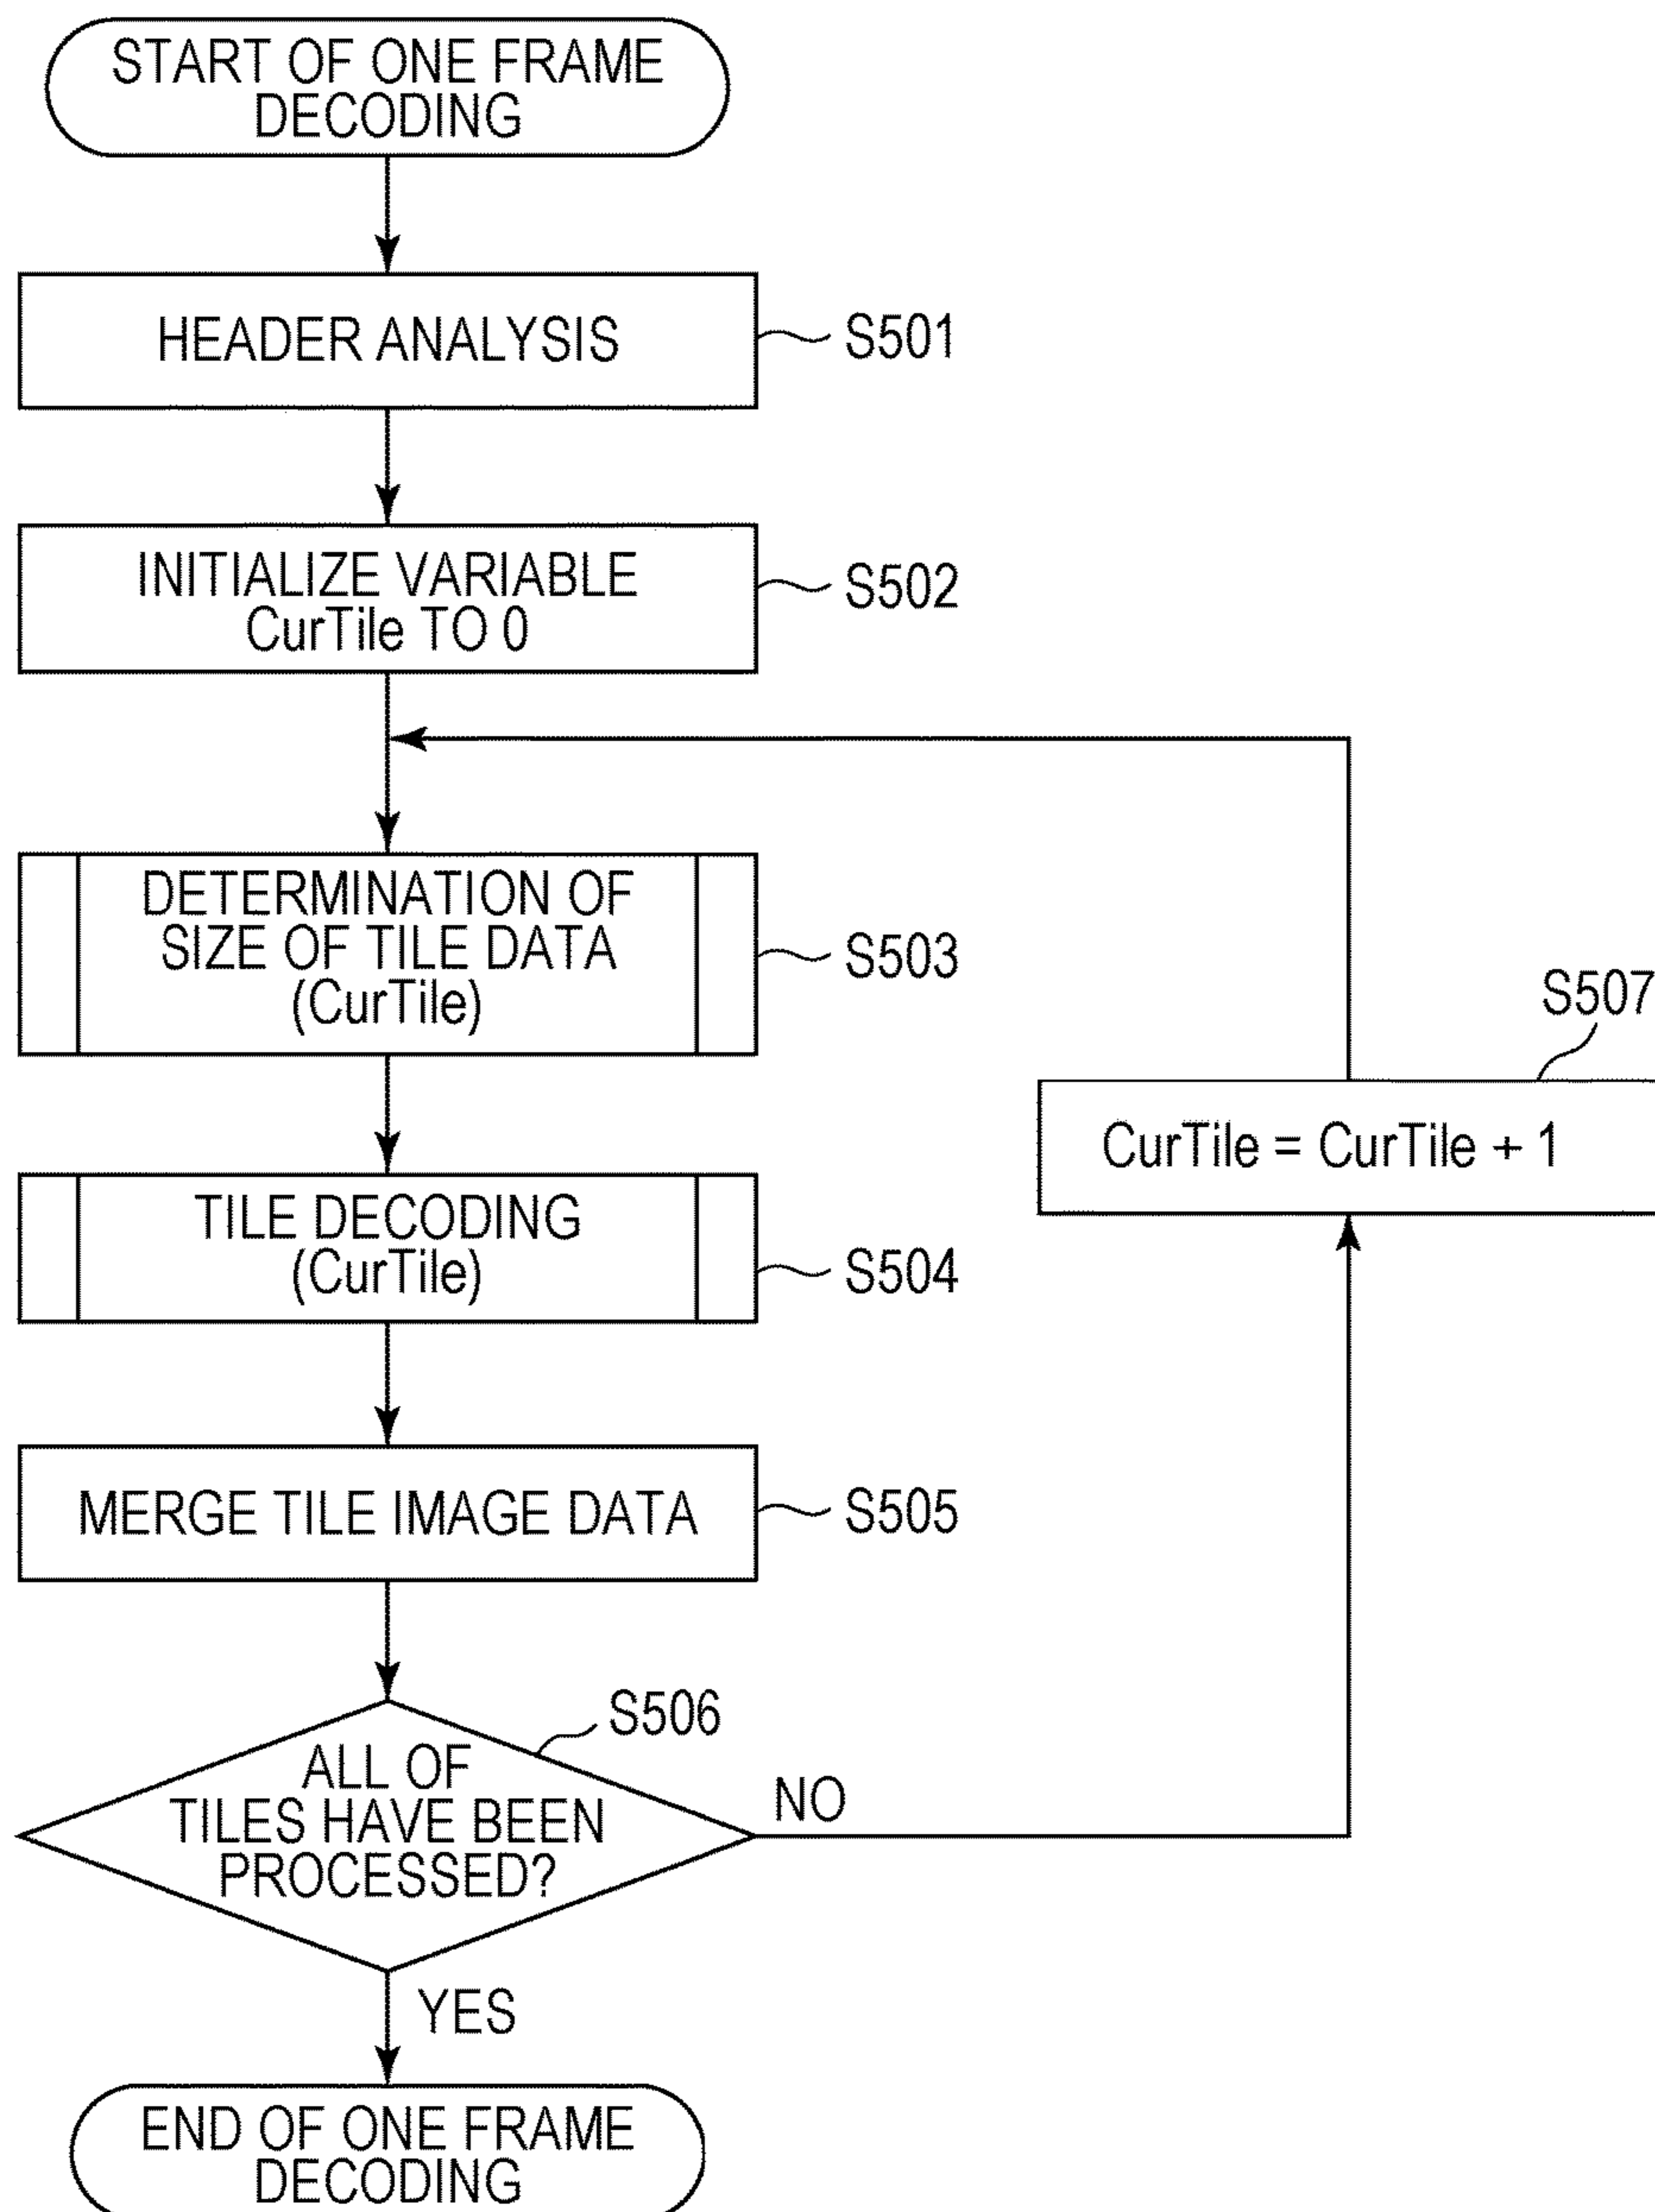 START OF ONE FRAME
DECODING
HEADER ANALYSIS
S501
INITIALIZE VARIABLE
CurTile TO 0
S502
DETERMINATION OF
SIZE OF TILE DATA
(CurTile)
S503
S507
CurTile = CurTile + 1
TILE DECODING
(CurTile)
S504
MERGE TILE IMAGE DATA
S505
S506
ALL OF
TILES HAVE BEEN
PROCESSED?
NO
YES
END OF ONE FRAME
DECODING